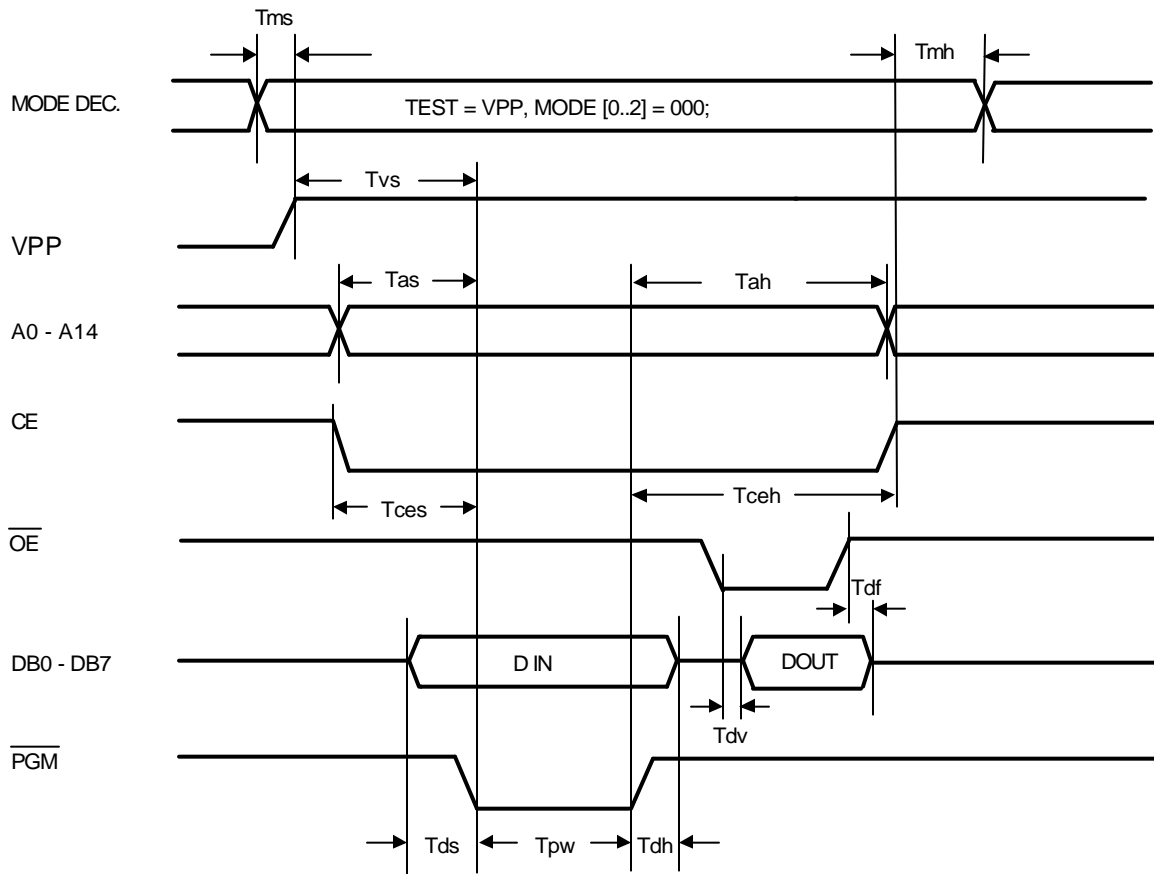 Tms
Tmh
MODE DEC.
TEST = VPP, MODE [0..2] = 000;
Tvs
VPP
Tas
Tah
A0 - A14
CE
Tces
Tceh
OE
Tdf
DB0 - DB7
D IN
DOUT
Tdv
PGM
Tds
Tpw
Tdh